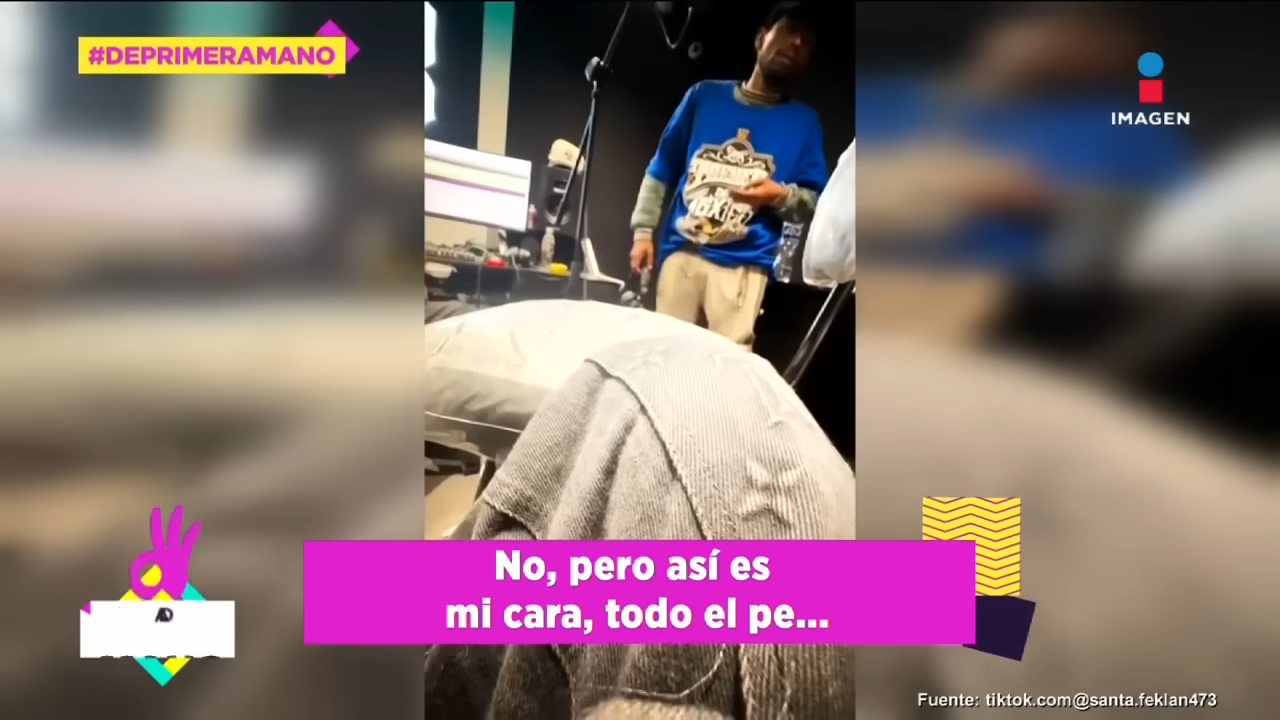 #DEPRIMERAMANO
IMAGEN
No, pero así es
mi cara, todo el pe...
Fuente: tiktok.com@santa.feklan473